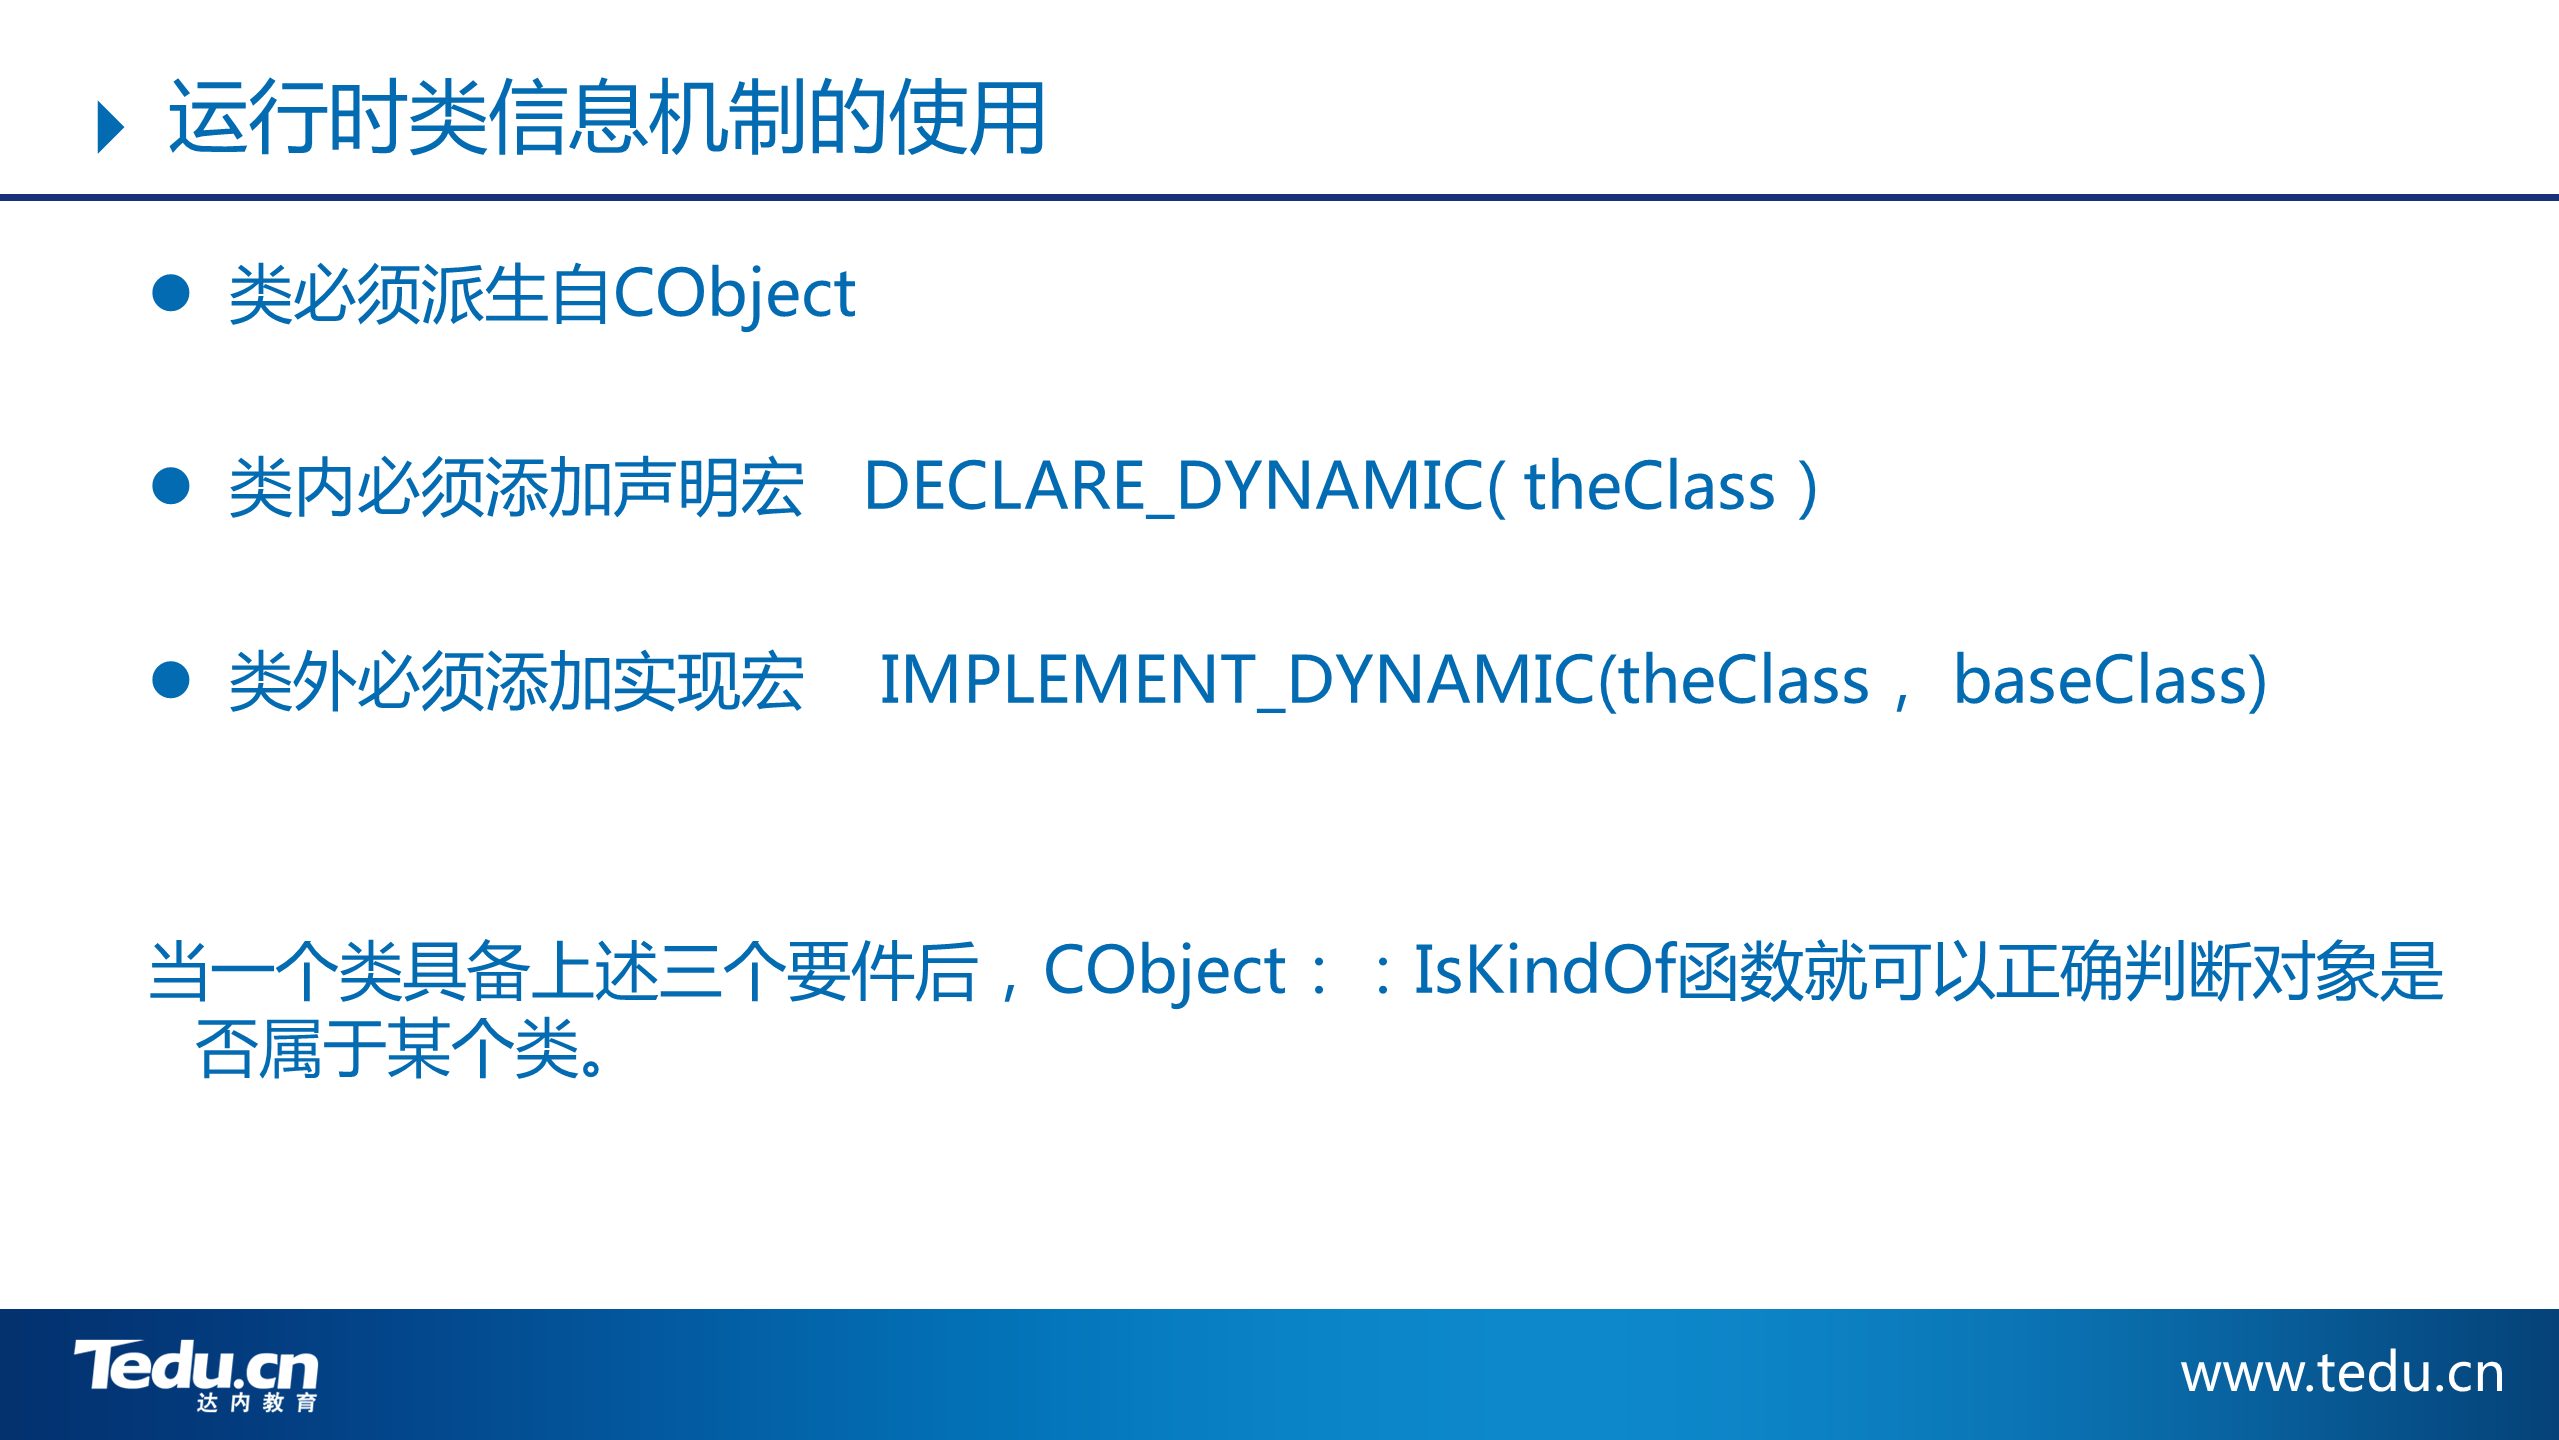 运行时类信息机制的使用
类必须派生自CObject
类内必须添加声明宏 DECLARE_DYNAMIC( theClass )
类外必须添加实现宏 IMPLEMENT_DYNAMIC(theClass， baseClass)
当一个类具备上述三个要件后，CObject：：IsKindOf函数就可以正确判断对象是
否属于某个类。
Tedu.cn
达内教育
www.tedu.cn